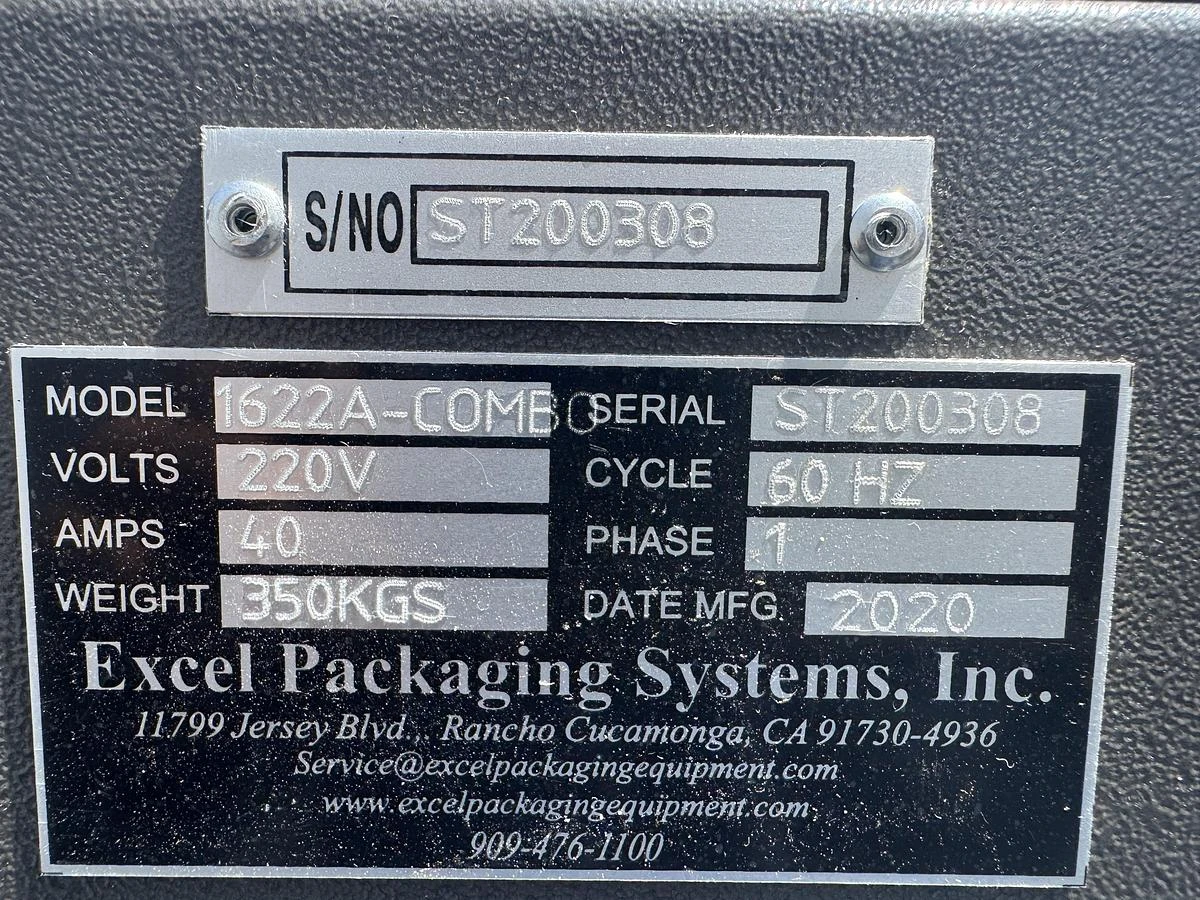 S/NO ST200308
MODEL 1622A-COMBO SERIAL ST200308
VOLTS 220V CYCLE 60 HZ
AMPS 40 PHASE 1
WEIGHT 350KGS DATE MFG 2020
Excel Packaging Systems, Inc.
11799 Jersey Blvd., Rancho Cucamonga, CA 91730-4936
Service@excelpackagingequipment.com
www.excelpackagingequipment.com
909-476-1100